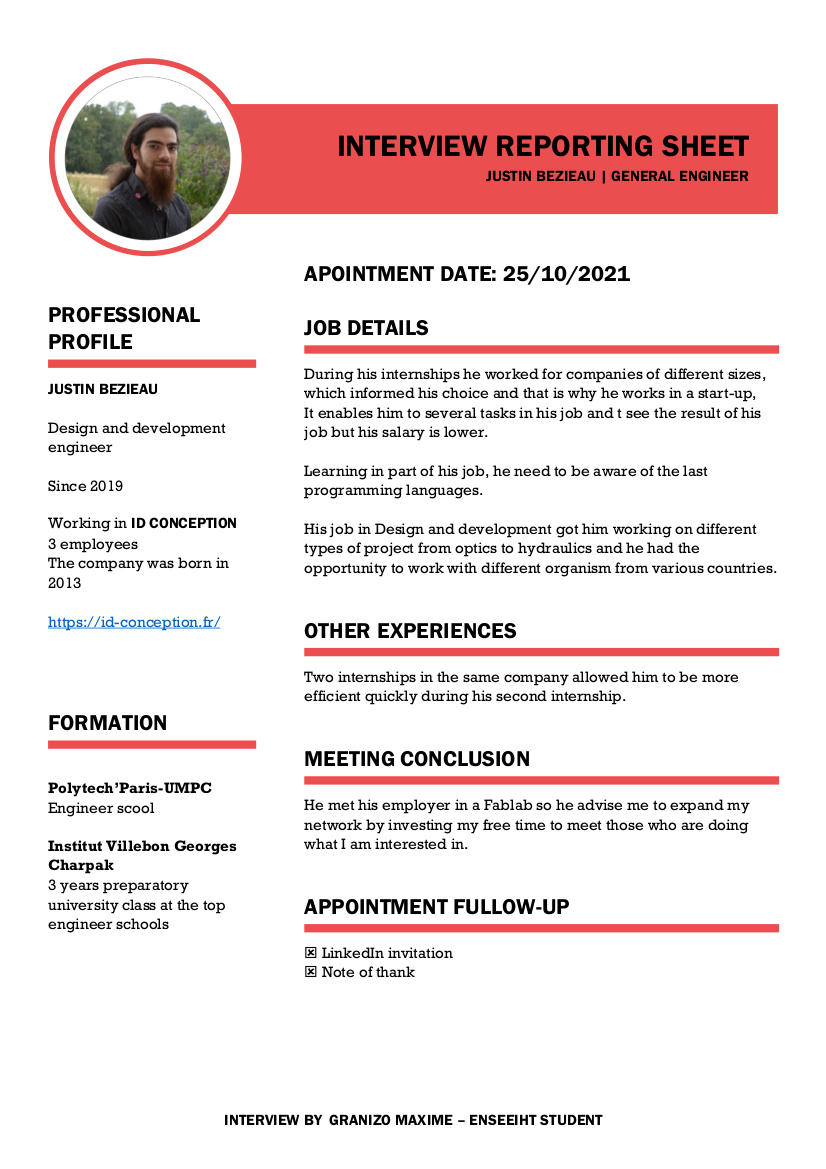 INTERVIEW REPORTING SHEET
JUSTIN BEZIEAU | GENERAL ENGINEER
PROFESSIONAL
PROFILE
JUSTIN BEZIEAU
Design and development
engineer
Since 2019
Working in ID CONCEPTION
3 employees
The company was born in
2013
https://id-conception.fr/
FORMATION
Polytech’Paris-UMPC
Engineer scool
Institut Villebon Georges
Charpak
3 years preparatory
university class at the top
engineer schools
APOINTMENT DATE: 25/10/2021
JOB DETAILS
During his internships he worked for companies of different sizes,
which informed his choice and that is why he works in a start-up,
It enables him to several tasks in his job and t see the result of his
job but his salary is lower.
Learning in part of his job, he need to be aware of the last
programming languages.
His job in Design and development got him working on different
types of project from optics to hydraulics and he had the
opportunity to work with different organism from various countries.
OTHER EXPERIENCES
Two internships in the same company allowed him to be more
efficient quickly during his second internship.
MEETING CONCLUSION
He met his employer in a Fablab so he advise me to expand my
network by investing my free time to meet those who are doing
what I am interested in.
APPOINTMENT FULLOW-UP
☒ LinkedIn invitation
☒ Note of thank
INTERVIEW BY GRANIZO MAXIME – ENSEEIHT STUDENT